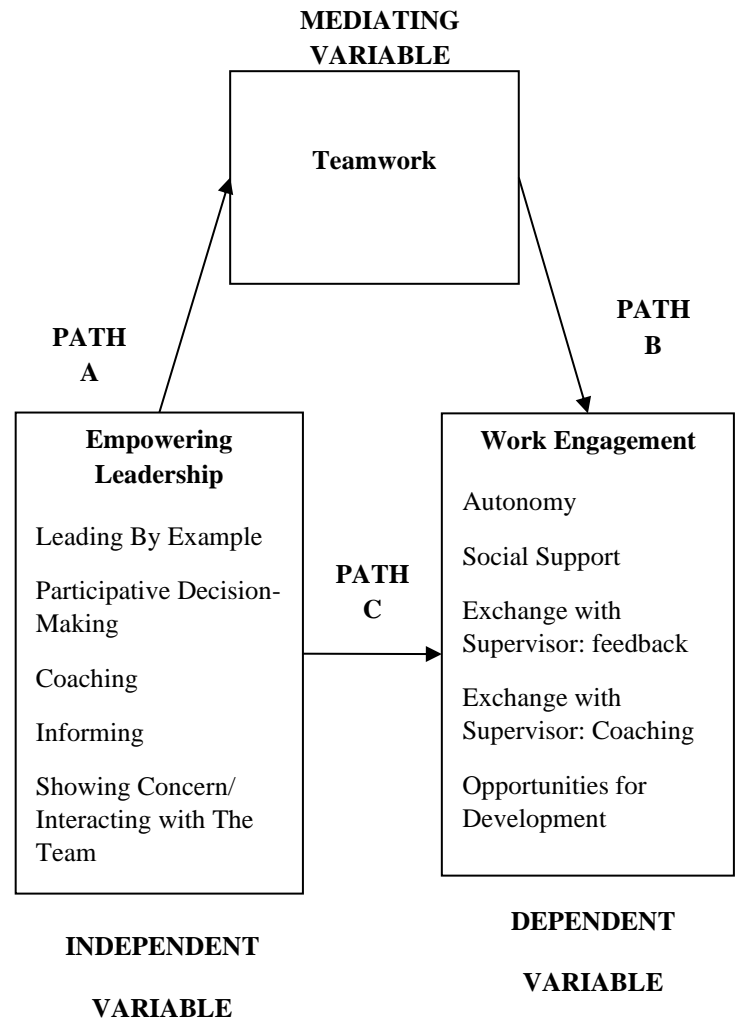 MEDIATING
VARIABLE
Teamwork
PATH
A
PATH
B
Empowering
Leadership
Leading By Example
Participative Decision-
Making
Coaching
Informing
Showing Concern/
Interacting with The
Team
PATH
C
Work Engagement
Autonomy
Social Support
Exchange with
Supervisor: feedback
Exchange with
Supervisor: Coaching
Opportunities for
Development
INDEPENDENT
VARIABLE
DEPENDENT
VARIABLE